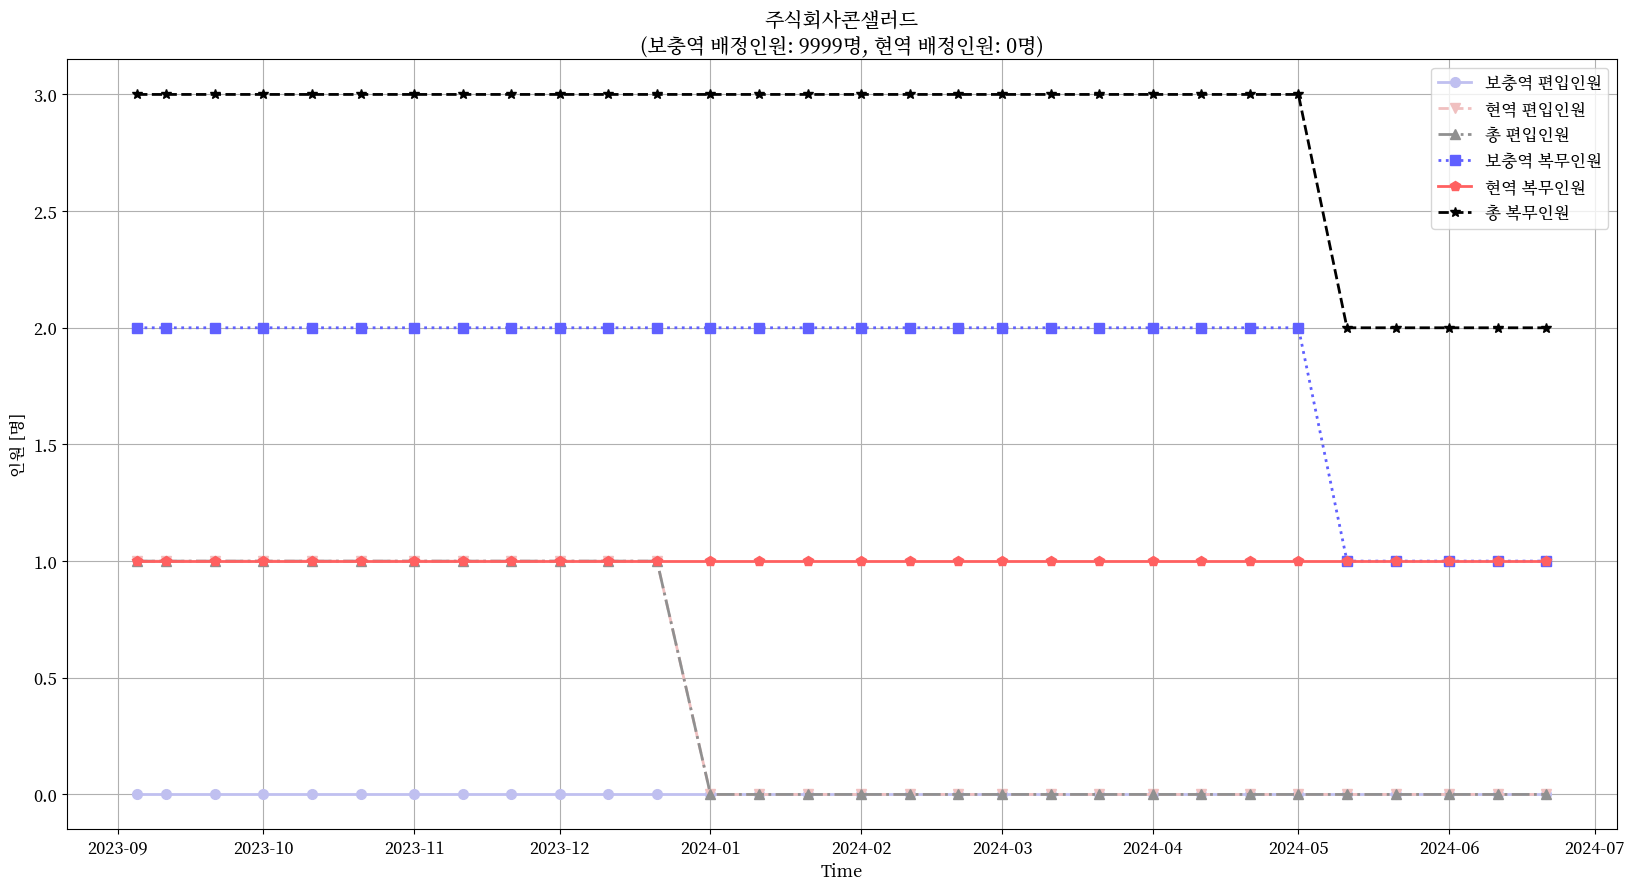 주식회사콘샐러드
(보충역 배정인원: 9999명, 현역 배정인원: 0명)
보충역 편입인원
현역 편입인원
총 편입인원
보충역 복무인원
현역 복무인원
총 복무인원
인원 [명]
3.0
2.5
2.0
1.5
1.0
0.5
0.0
2023-09 2023-10 2023-11 2023-12 2024-01 2024-02 2024-03 2024-04 2024-05 2024-06 2024-07
Time